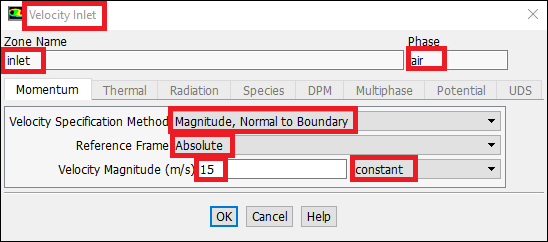 Velocity Inlet
Zone Name Phase
inlet air
Momentum Thermal Radiation Species DPM Multiphase Potential UDS
Velocity Specification Method Magnitude, Normal to Boundary
Reference Frame Absolute
Velocity Magnitude (m/s) 15 constant
OK Cancel Help